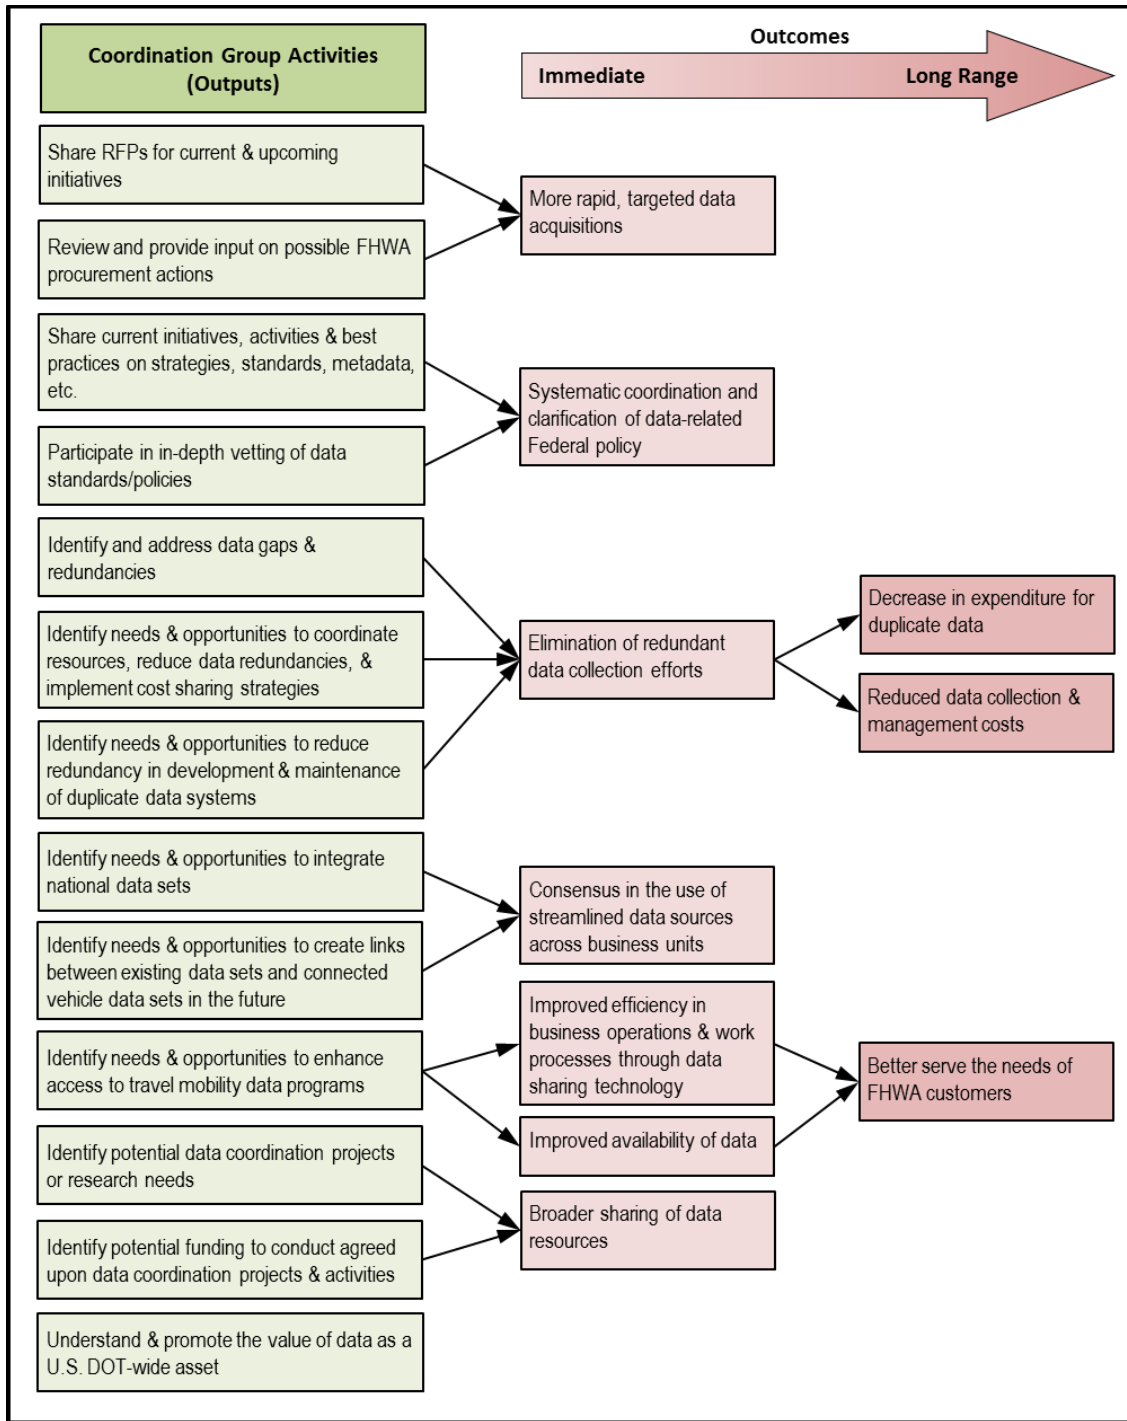 Coordination Group Activities
(Outputs)
Outcomes
Immediate
Long Range
Share RFPs for current & upcoming
initiatives
Review and provide input on possible FHWA
procurement actions
More rapid, targeted data
acquisitions
Share current initiatives, activities & best
practices on strategies, standards, metadata,
etc.
Participate in in-depth vetting of data
standards/policies
Systematic coordination and
clarification of data-related
Federal policy
Identify and address data gaps &
redundancies
Identify needs & opportunities to coordinate
resources, reduce data redundancies, &
implement cost sharing strategies
Identify needs & opportunities to reduce
redundancy in development & maintenance
of duplicate data systems
Elimination of redundant
data collection efforts
Decrease in expenditure for
duplicate data
Reduced data collection &
management costs
Identify needs & opportunities to integrate
national data sets
Identify needs & opportunities to create links
between existing data sets and connected
vehicle data sets in the future
Consensus in the use of
streamlined data sources
across business units
Identify needs & opportunities to enhance
access to travel mobility data programs
Improved efficiency in
business operations & work
processes through data
sharing technology
Improved availability of data
Better serve the needs of
FHWA customers
Identify potential data coordination projects
or research needs
Identify potential funding to conduct agreed
upon data coordination projects & activities
Broader sharing of data
resources
Understand & promote the value of data as a
U.S. DOT-wide asset